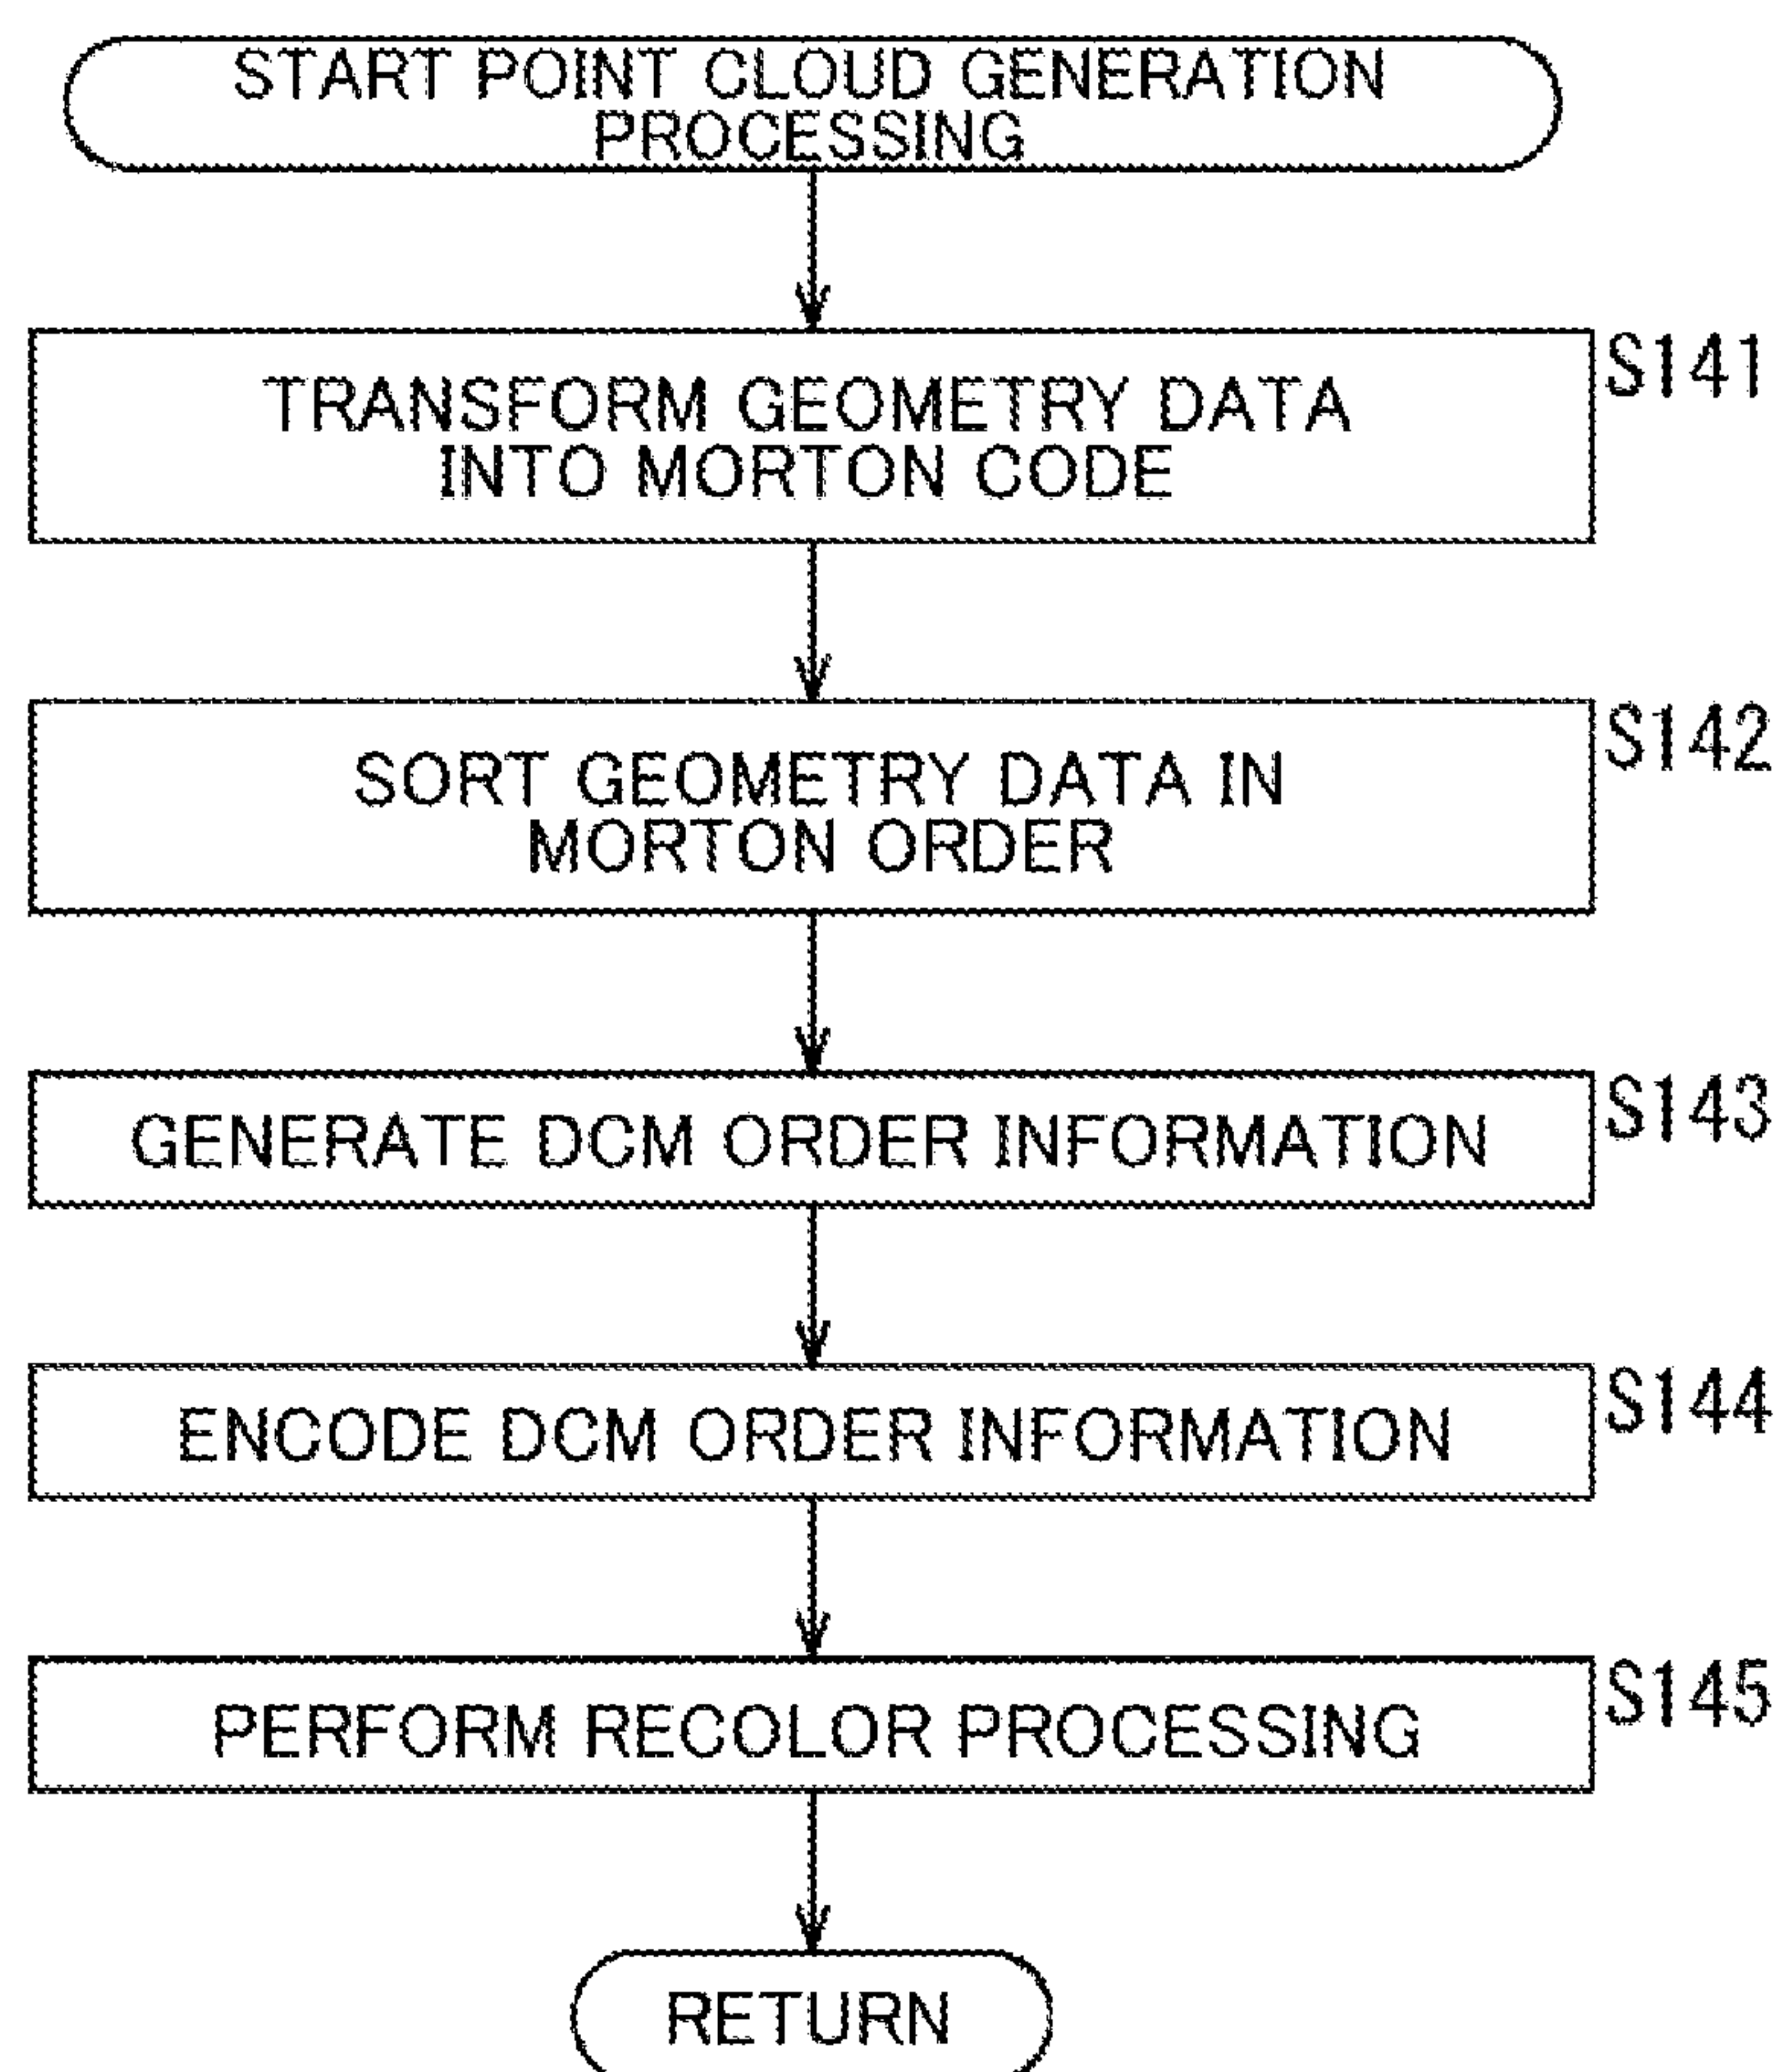 START POINT CLOUD GENERATION
PROCESSING
S141
TRANSFORM GEOMETRY DATA
INTO MORTON CODE
S142
SORT GEOMETRY DATA IN
MORTON ORDER
S143
GENERATE DCM ORDER INFORMATION
S144
ENCODE DCM ORDER INFORMATION
S145
PERFORM RECOLOR PROCESSING
RETURN